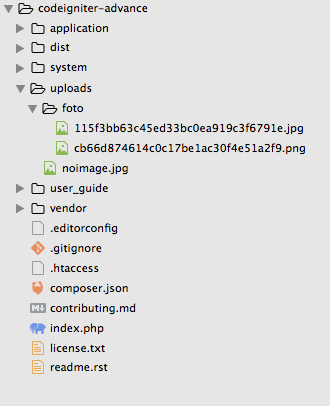 codeigniter-advance
application
dist
system
uploads
foto
115f3bb63c45ed33bc0ea919c3f6791e.jpg
cb66d874614c0c17be1ac30f4e51a2f9.png
noimage.jpg
user_guide
vendor
.editorconfig
.gitignore
.htaccess
composer.json
contributing.md
index.php
license.txt
readme.rst